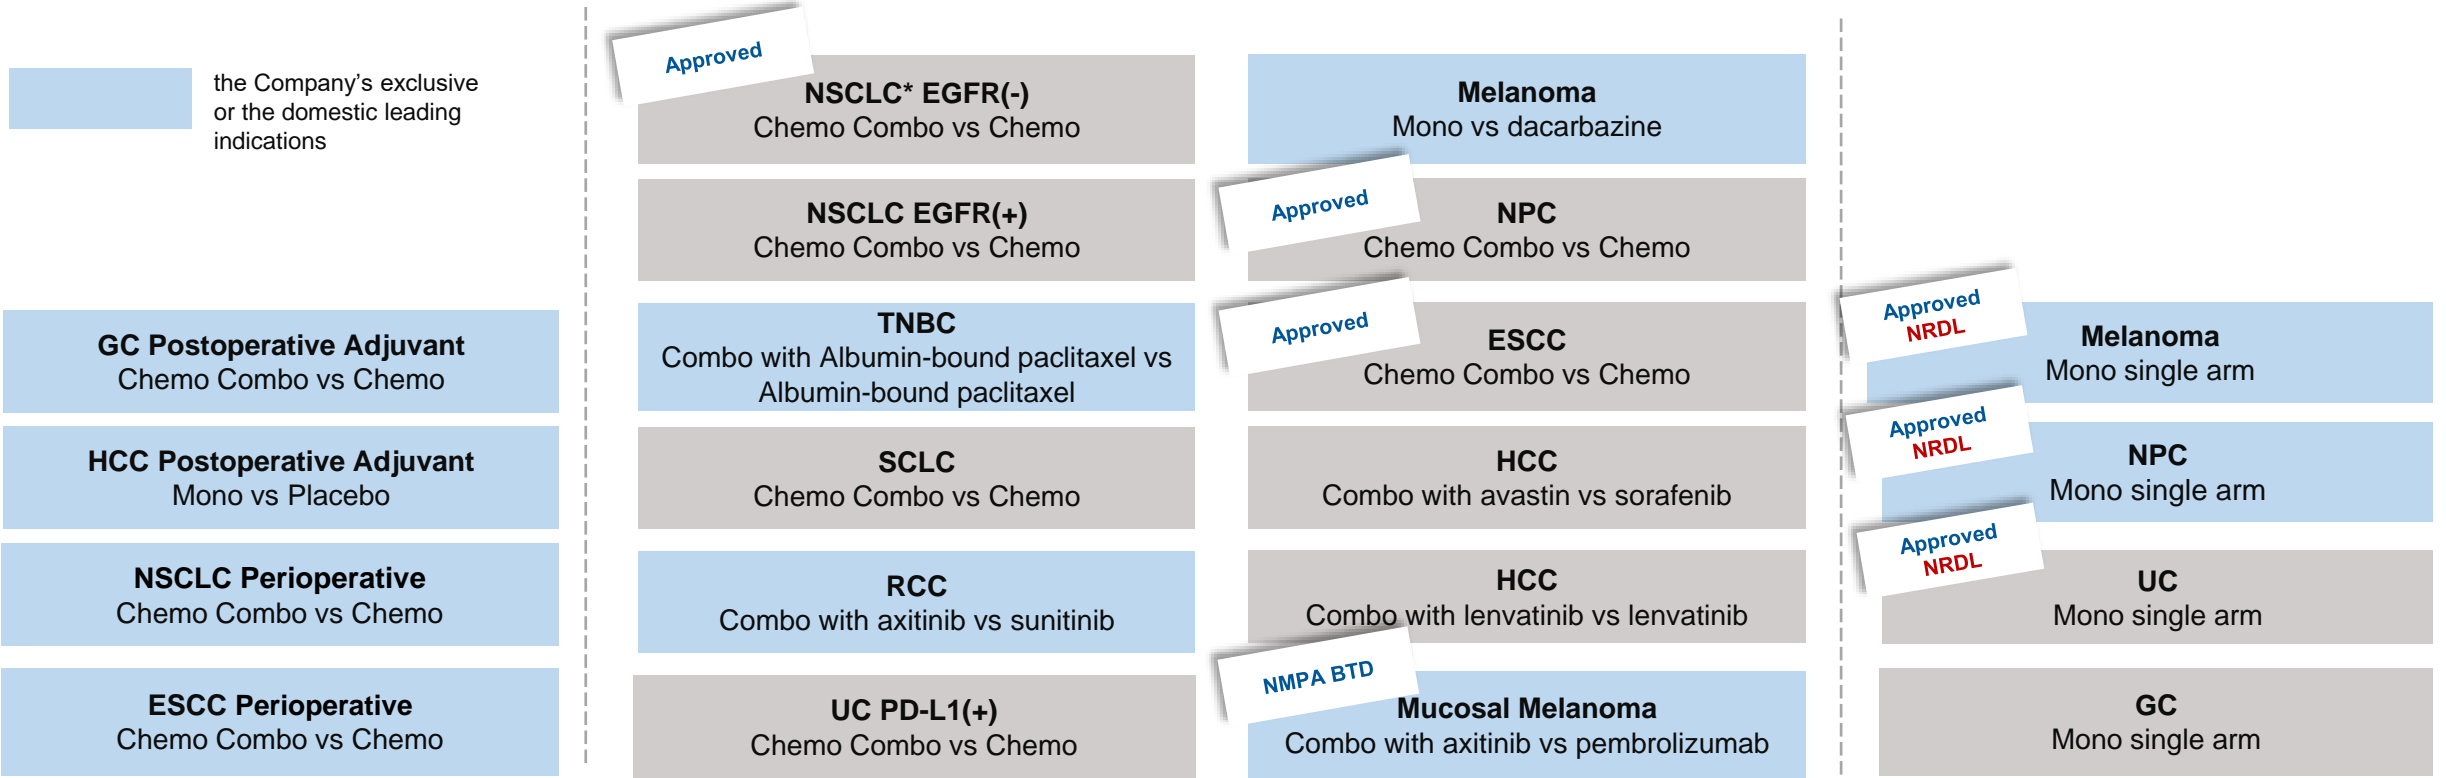 the Company's exclusive
or the domestic leading
indications
GC Postoperative Adjuvant
Chemo Combo vs Chemo
HCC Postoperative Adjuvant
Mono vs Placebo
NSCLC Perioperative
Chemo Combo vs Chemo
ESCC Perioperative
Chemo Combo vs Chemo
Approved
NSCLC* EGFR(-)
Chemo Combo vs Chemo
NSCLC EGFR(+)
Chemo Combo vs Chemo
TNBC
Combo with Albumin-bound paclitaxel vs
Albumin-bound paclitaxel
SCLC
Chemo Combo vs Chemo
RCC
Combo with axitinib vs sunitinib
UC PD-L1(+)
Chemo Combo vs Chemo
Melanoma
Mono vs dacarbazine
Approved
NPC
Chemo Combo vs Chemo
Approved
ESCC
Chemo Combo vs Chemo
HCC
Combo with avastin vs sorafenib
HCC
Combo with lenvatinib vs lenvatinib
NMPA BTD
Mucosal Melanoma
Combo with axitinib vs pembrolizumab
Approved
NRDL
Melanoma
Mono single arm
Approved
NRDL
NPC
Mono single arm
Approved
NRDL
UC
Mono single arm
GC
Mono single arm